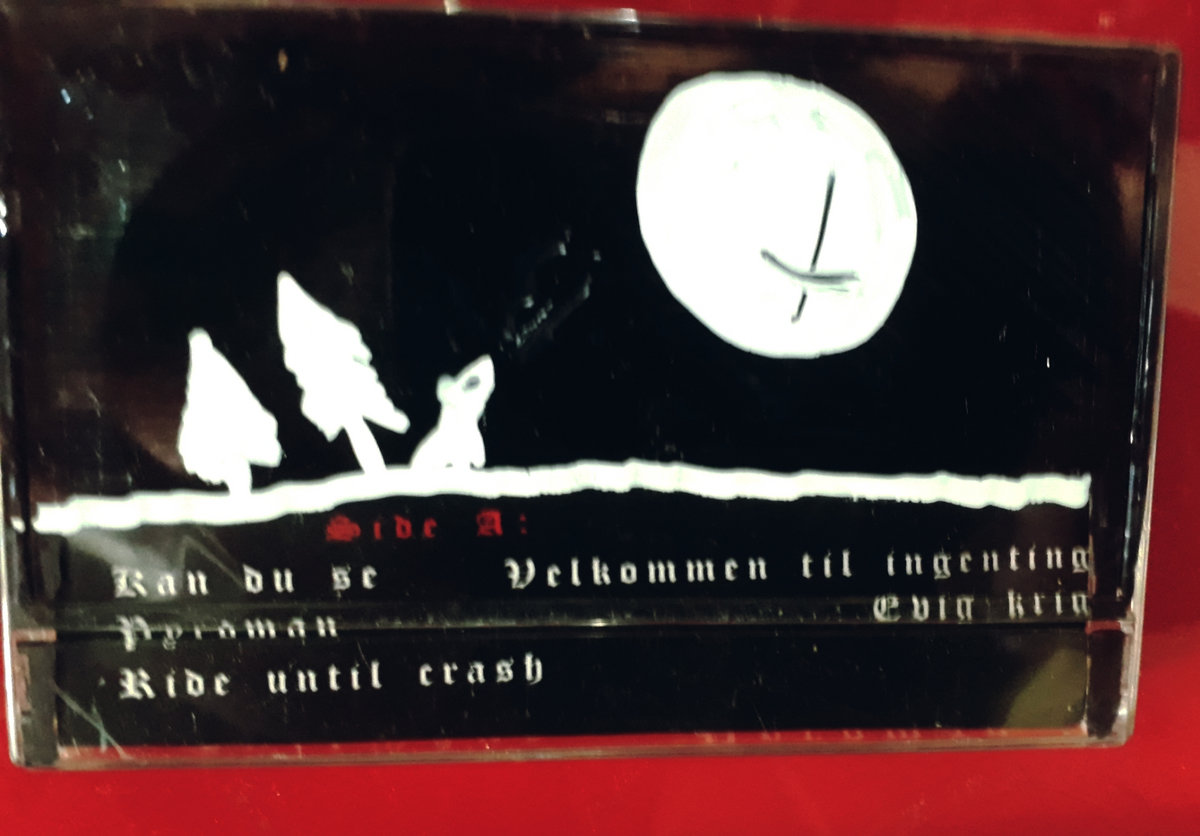 Side A:
Kan du se
Velkommen til ingenting
Pyroman
Evig krig
Ride until crash